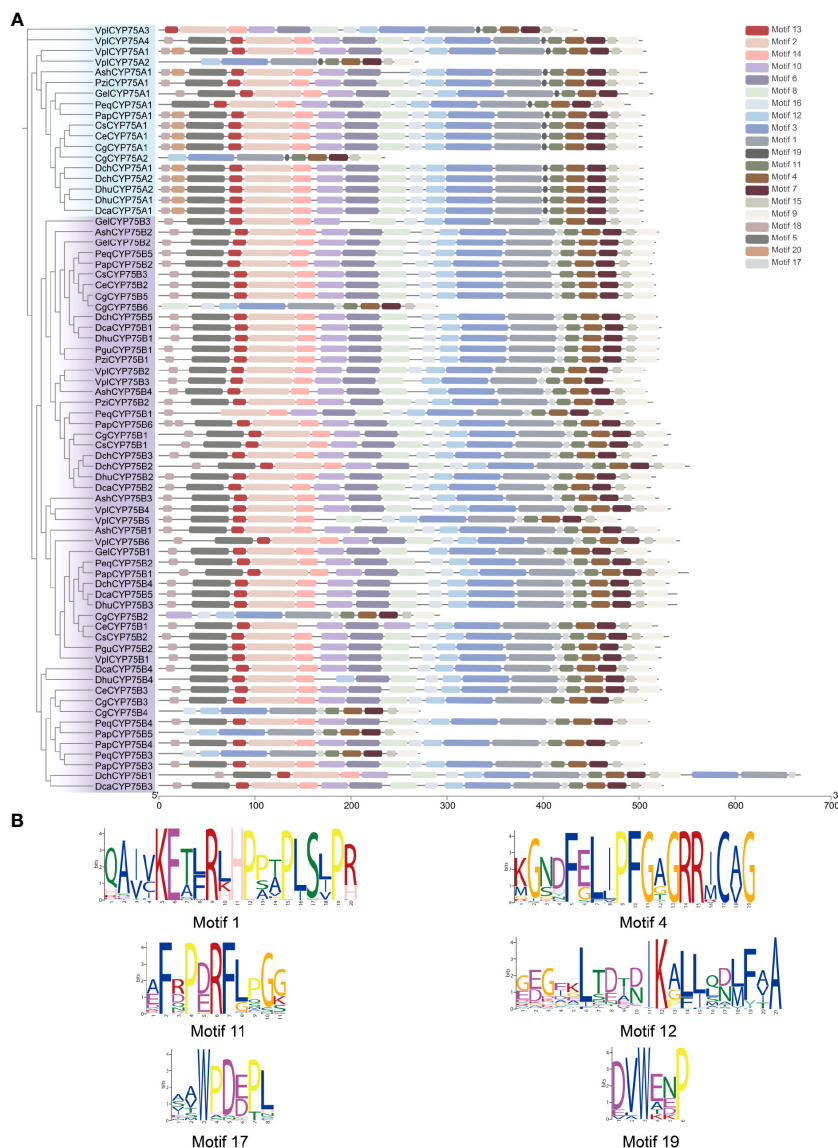 A
VplCYP75A3
VplCYP75A4
VplCYP75A1
VplCYP75A2
AshCYP75A1
PziCYP75A1
GelCYP75A1
PeqCYP75A1
PapCYP75A1
CsCYP75A1
CeCYP75A1
CgCYP75A1
CgCYP75A2
DchCYP75A1
DchCYP75A2
DhuCYP75A2
DhuCYP75A1
DcaCYP75A1
GelCYP75B3
AshCYP75B2
GelCYP75B2
PeqCYP75B5
PapCYP75B2
CsCYP75B3
CeCYP75B2
CgCYP75B5
CgCYP75B6
DchCYP75B5
DcaCYP75B1
DhuCYP75B1
PguCYP75B1
PziCYP75B1
VplCYP75B2
VplCYP75B3
AshCYP75B4
PziCYP75B2
PeqCYP75B1
PapCYP75B6
CgCYP75B1
CsCYP75B1
DchCYP75B3
DchCYP75B2
DhuCYP75B2
DcaCYP75B2
AshCYP75B3
VplCYP75B4
VplCYP75B5
AshCYP75B1
VplCYP75B6
GelCYP75B1
PeqCYP75B2
PapCYP75B1
DchCYP75B4
DcaCYP75B5
DhuCYP75B3
CgCYP75B2
CeCYP75B1
CsCYP75B2
PguCYP75B2
VplCYP75B1
DcaCYP75B4
DhuCYP75B4
CeCYP75B3
CgCYP75B3
CgCYP75B4
PeqCYP75B4
PapCYP75B5
PapCYP75B4
PeqCYP75B3
PapCYP75B3
DchCYP75B1
DcaCYP75B3
5' 100 200 300 400 500 600 700 3'
Motif 13
Motif 2
Motif 14
Motif 10
Motif 6
Motif 8
Motif 16
Motif 12
Motif 3
Motif 1
Motif 19
Motif 11
Motif 4
Motif 7
Motif 15
Motif 9
Motif 18
Motif 5
Motif 20
Motif 17
B
Motif 1
Motif 4
Motif 11
Motif 12
Motif 17
Motif 19